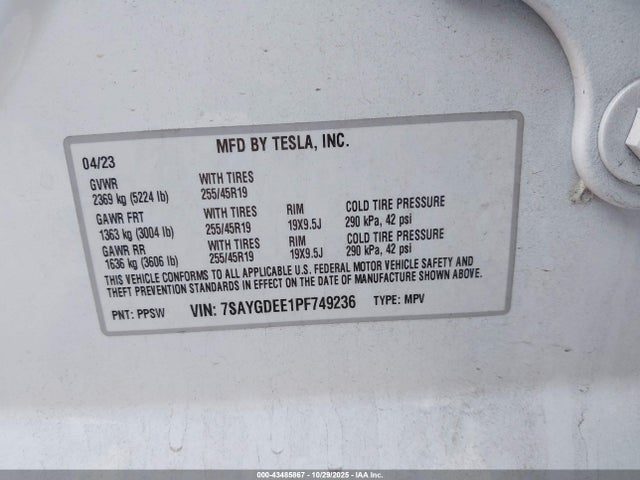 MFD BY TESLA, INC.
04/23
GVWR WITH TIRES
2369 kg (5224 lb) 255/45R19
GAWR FRT WITH TIRES RIM COLD TIRE PRESSURE
1363 kg (3004 lb) 255/45R19 19X9.5J 290 kPa, 42 psi
GAWR RR WITH TIRES RIM COLD TIRE PRESSURE
1636 kg (3606 lb) 255/45R19 19X9.5J 290 kPa, 42 psi
THIS VEHICLE CONFORMS TO ALL APPLICABLE U.S. FEDERAL MOTOR VEHICLE SAFETY AND
THEFT PREVENTION STANDARDS IN EFFECT ON THE DATE OF MANUFACTURE SHOWN ABOVE.
PNT: PPSW VIN: 7SAYGDEE1PF749236 TYPE: MPV
000-43485867 - 10/29/2025 - IAA Inc.